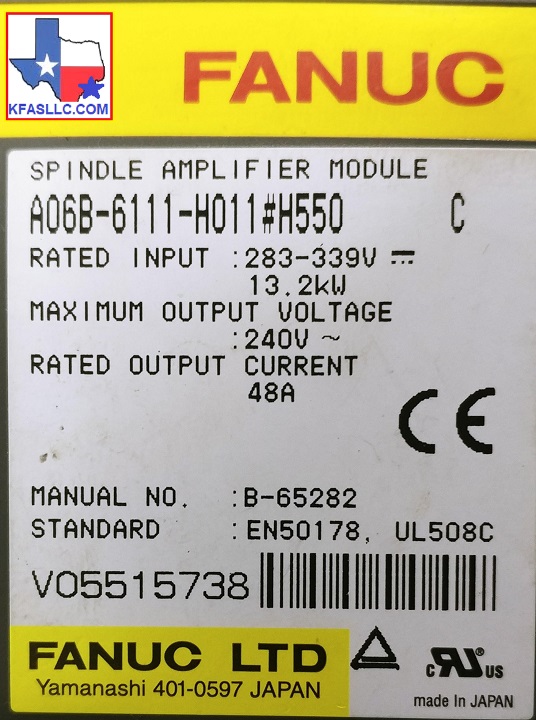 KFASLLC.COM
FANUC
SPINDLE AMPLIFIER MODULE
A06B-6111-H011#H550 C
RATED INPUT :283-339V ⎓
13.2kW
MAXIMUM OUTPUT VOLTAGE
:240V ~
RATED OUTPUT CURRENT
48A
CE
MANUAL NO. :B-65282
STANDARD :EN50178, UL508C
V05515738
FANUC LTD
Yamanashi 401-0597 JAPAN
c RU® US
made In JAPAN